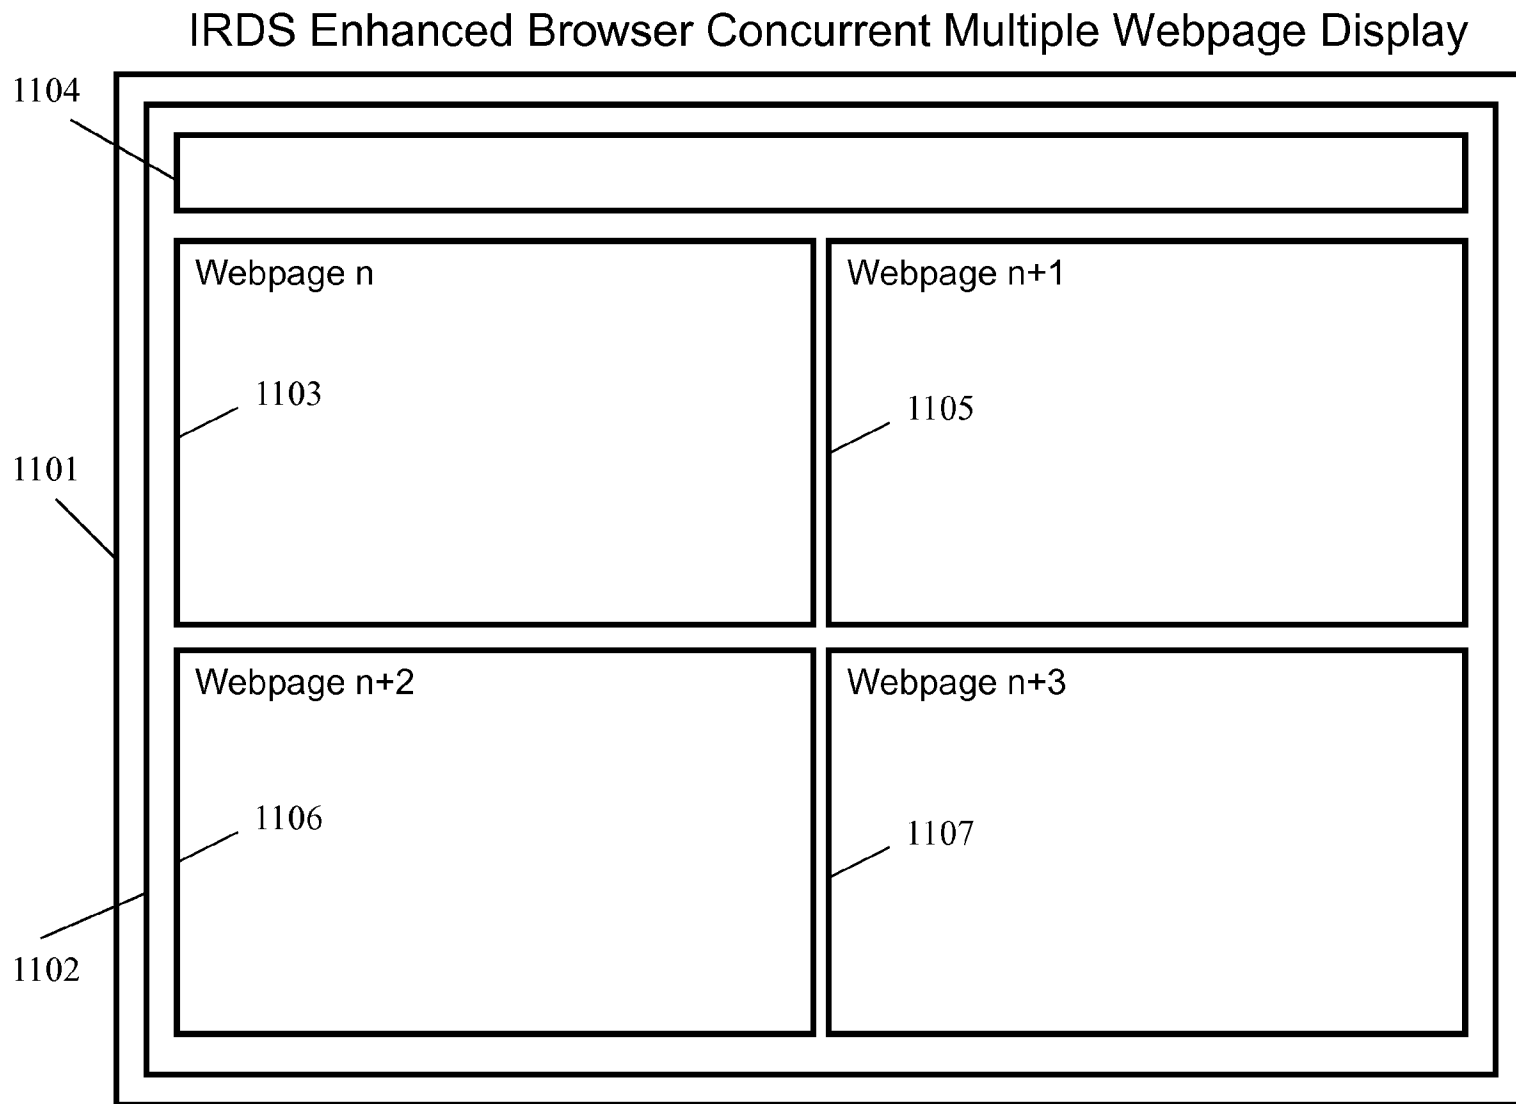 IRDS Enhanced Browser Concurrent Multiple Webpage Display
1104
Webpage n
Webpage n+1
1103
1105
1101
Webpage n+2
Webpage n+3
1106
1107
1102